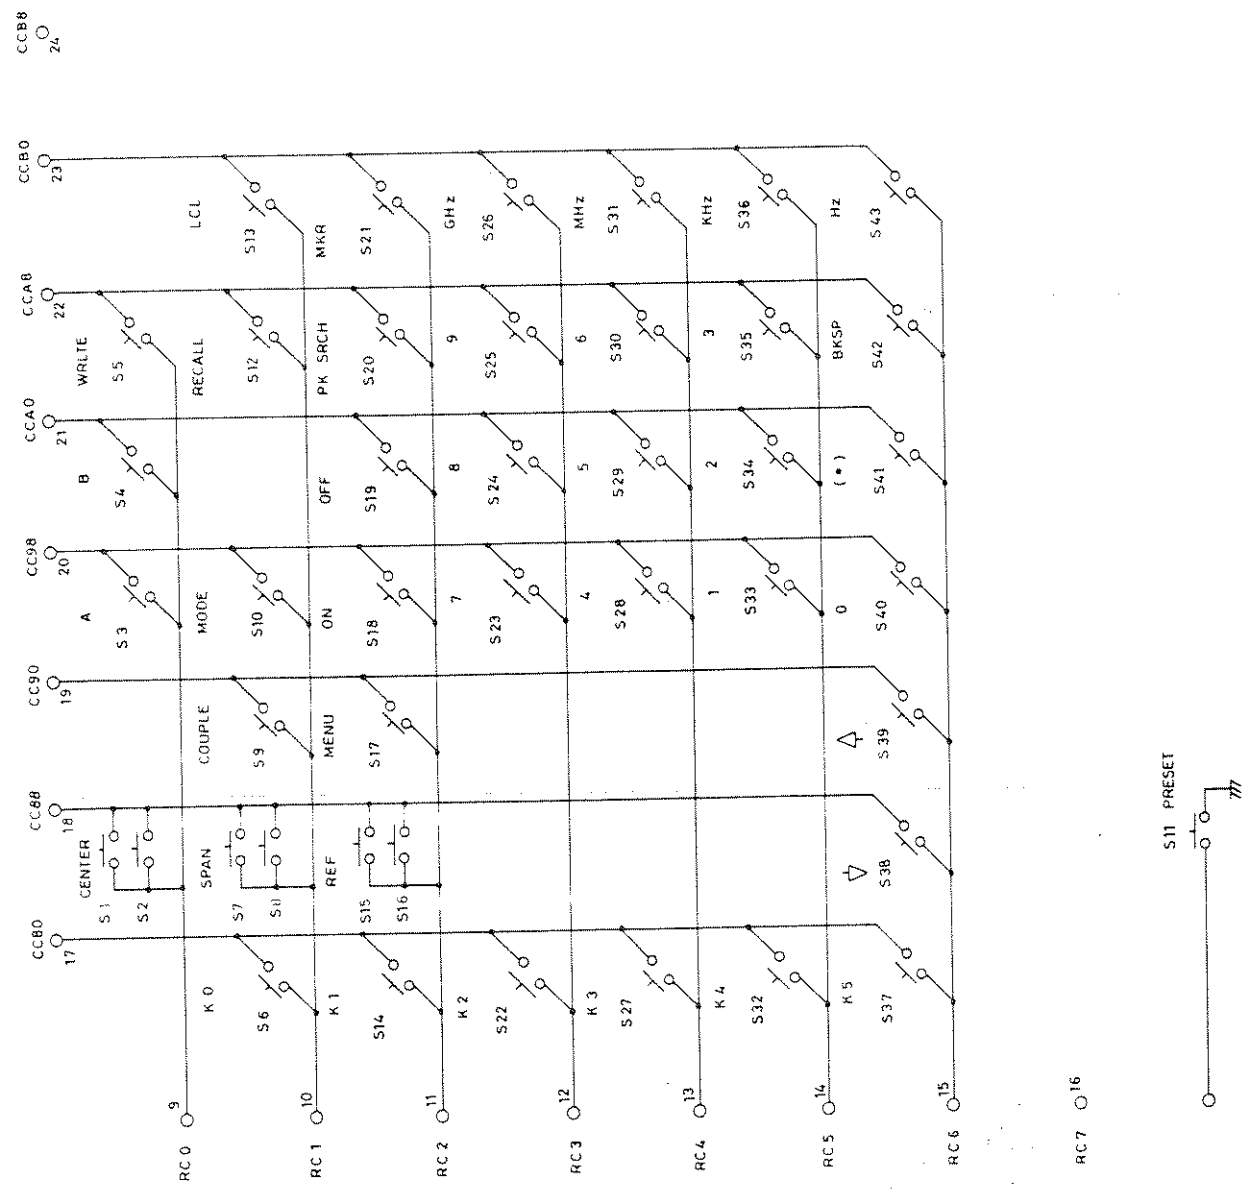 CCB8
24
CCB0
23
CCA8
22
CCA0
21
CC98
20
CC90
19
CC88
18
CC80
17
LCL
S13
MKR
S21
GHz
S26
MHz
S31
KHz
S36
Hz
S43
WRITE
S5
RECALL
S12
PK SRCH
S20
9
S25
6
S30
3
S35
BKSP
S42
B
S4
OFF
S19
8
S24
5
S29
2
S34
(*)
S41
A
S3
MODE
S10
ON
S18
7
S23
4
S28
1
S33
0
S40
COUPLE
S9
MENU
S17
S39
CENTER
S1
S2
SPAN
S7
S8
REF
S15
S16
S38
K0
S6
K1
S14
K2
S22
K3
S27
K4
S32
K5
S37
S11 PRESET
9
RC0
10
RC1
11
RC2
12
RC3
13
RC4
14
RC5
15
RC6
16
RC7